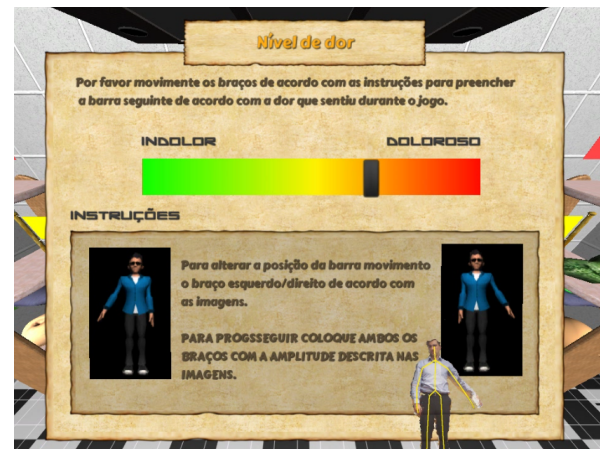 Nível de dor
Por favor movimente os braços de acordo com as instruções para preencher
a barra seguinte de acordo com a dor que sentiu durante o jogo.
INDOLOR DOLOROSO
INSTRUÇÕES
Para alterar a posição da barra movimento
o braço esquerdo/direito de acordo com
as imagens.
PARA PROGSSEGUIR COLOQUE AMBOS OS
BRAÇOS COM A AMPLITUDE DESCRITA NAS
IMAGENS.